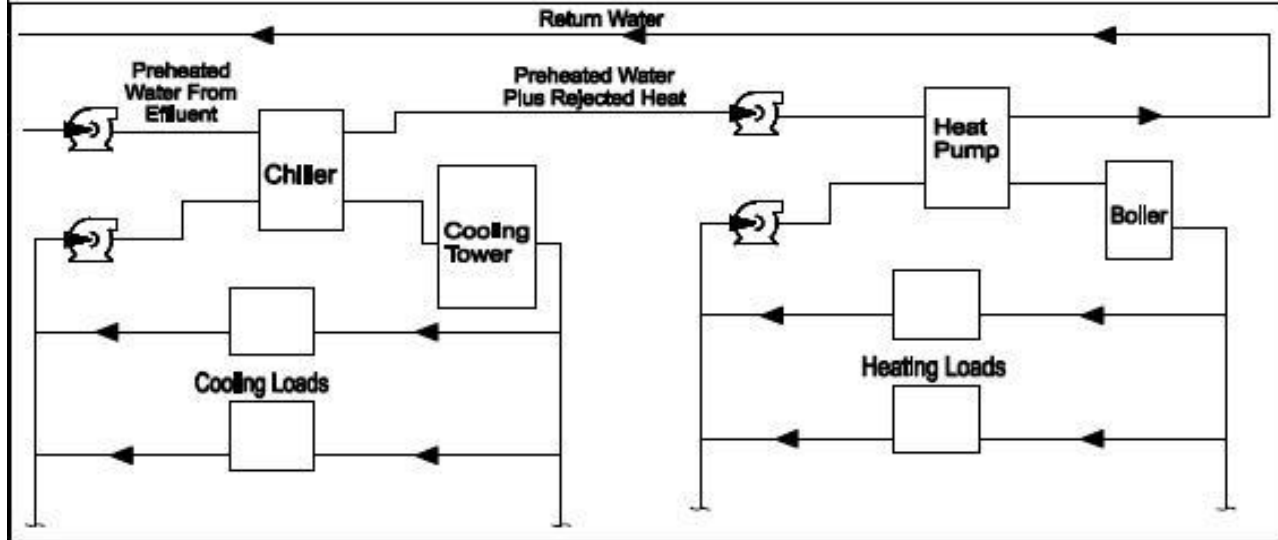 Return Water
Preheated
Water From
Effluent
Preheated Water
Plus Rejected Heat
Chiller
Cooling
Tower
Heat
Pump
Boiler
Cooling Loads
Heating Loads